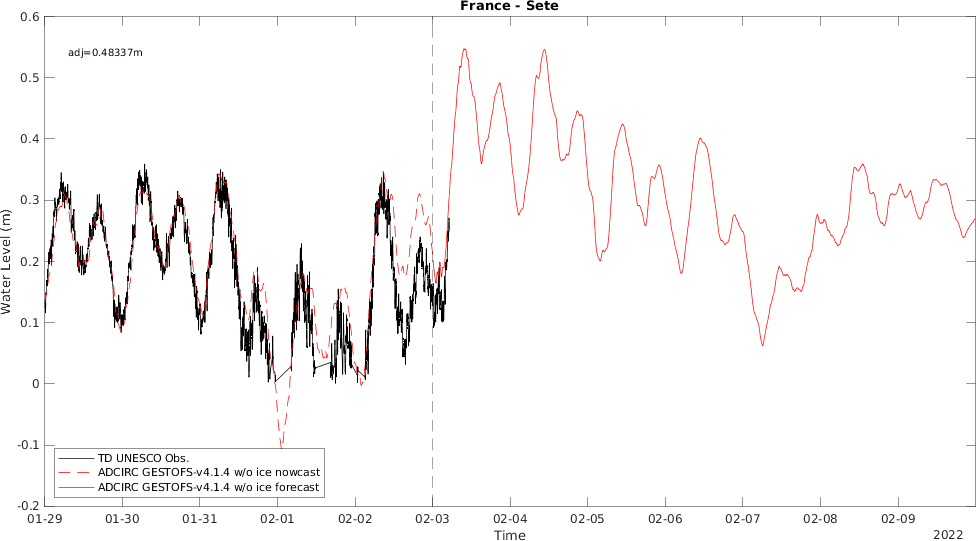 France - Sete
adj=0.48337m
Water Level (m)
0.6
0.5
0.4
0.3
0.2
0.1
0
-0.1
-0.2
TD UNESCO Obs.
ADCIRC GESTOFS-v4.1.4 w/o ice nowcast
ADCIRC GESTOFS-v4.1.4 w/o ice forecast
01-29 01-30 01-31 02-01 02-02 02-03 02-04 02-05 02-06 02-07 02-08 02-09
Time
2022